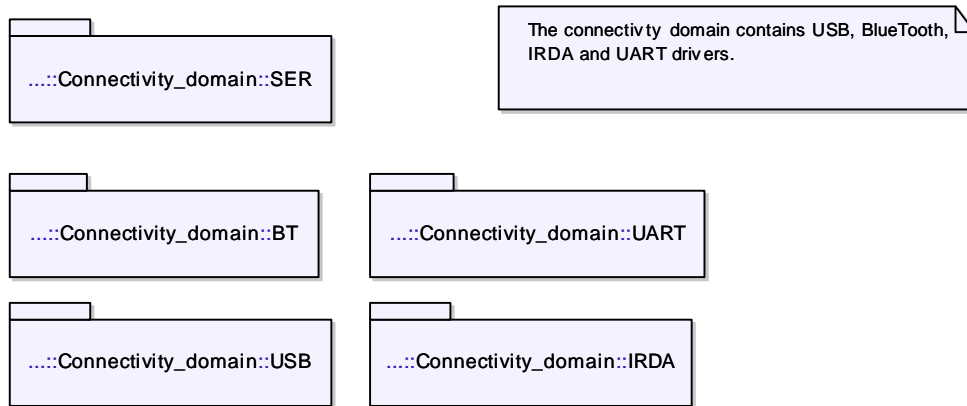 ...::Connectivity_domain::SER
The connectivty domain contains USB, BlueTooth,
IRDA and UART drivers.
...::Connectivity_domain::BT
...::Connectivity_domain::UART
...::Connectivity_domain::USB
...::Connectivity_domain::IRDA